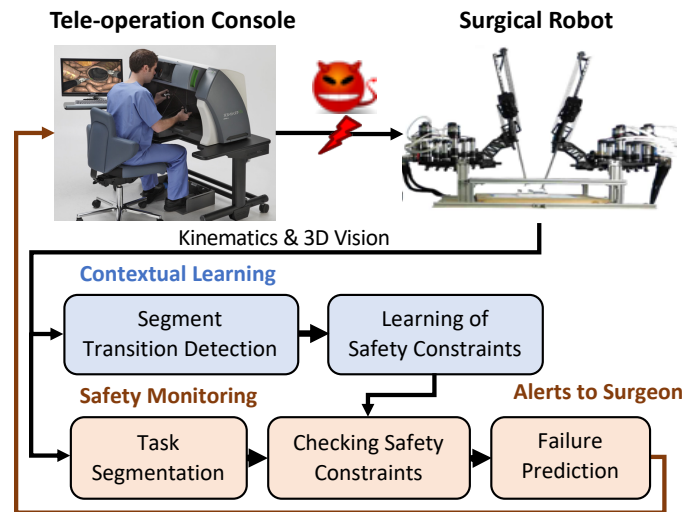 Tele-operation Console
Surgical Robot
Kinematics & 3D Vision
Contextual Learning
Segment
Transition Detection
Learning of
Safety Constraints
Safety Monitoring
Alerts to Surgeon
Task
Segmentation
Checking Safety
Constraints
Failure
Prediction